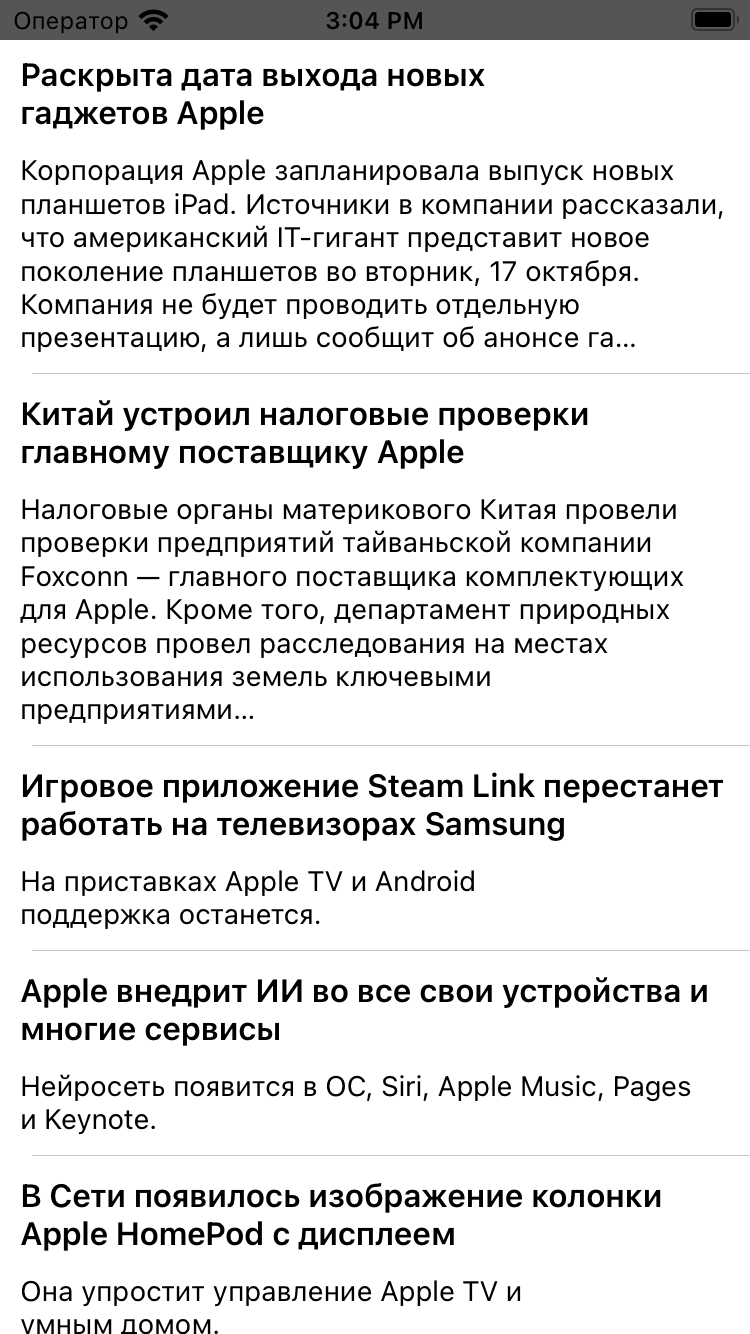 Оператор 3:04 PM
Раскрыта дата выхода новых
гаджетов Apple
Корпорация Apple запланировала выпуск новых
планшетов iPad. Источники в компании рассказали,
что американский IT-гигант представит новое
поколение планшетов во вторник, 17 октября.
Компания не будет проводить отдельную
презентацию, а лишь сообщит об анонсе га...
Китай устроил налоговые проверки
главному поставщику Apple
Налоговые органы материкового Китая провели
проверки предприятий тайваньской компании
Foxconn — главного поставщика комплектующих
для Apple. Кроме того, департамент природных
ресурсов провел расследования на местах
использования земель ключевыми
предприятиями...
Игровое приложение Steam Link перестанет
работать на телевизорах Samsung
На приставках Apple TV и Android
поддержка останется.
Apple внедрит ИИ во все свои устройства и
многие сервисы
Нейросеть появится в ОС, Siri, Apple Music, Pages
и Keynote.
В Сети появилось изображение колонки
Apple HomePod с дисплеем
Она упростит управление Apple TV и
умным домом.